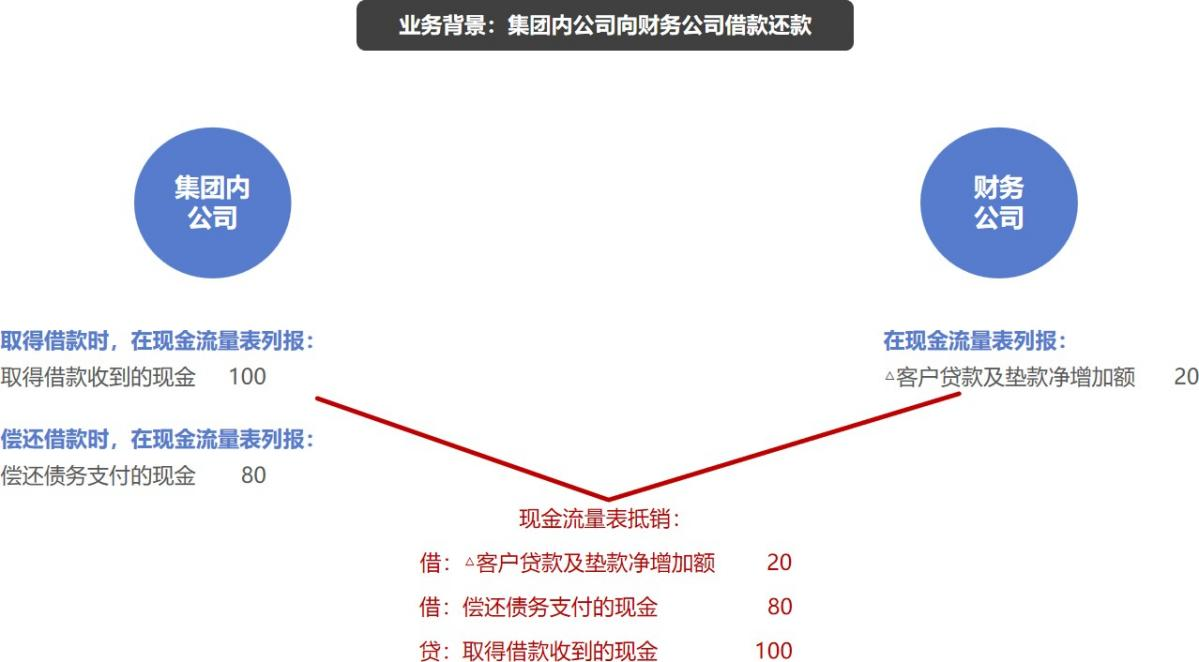 业务背景：集团内公司向财务公司借款还款
集团内
公司
财务
公司
取得借款时，在现金流量表列报：
取得借款收到的现金 100
偿还借款时，在现金流量表列报：
偿还债务支付的现金 80
在现金流量表列报：
△客户贷款及垫款净增加额 20
现金流量表抵销：
借：△客户贷款及垫款净增加额 20
借：偿还债务支付的现金 80
贷：取得借款收到的现金 100